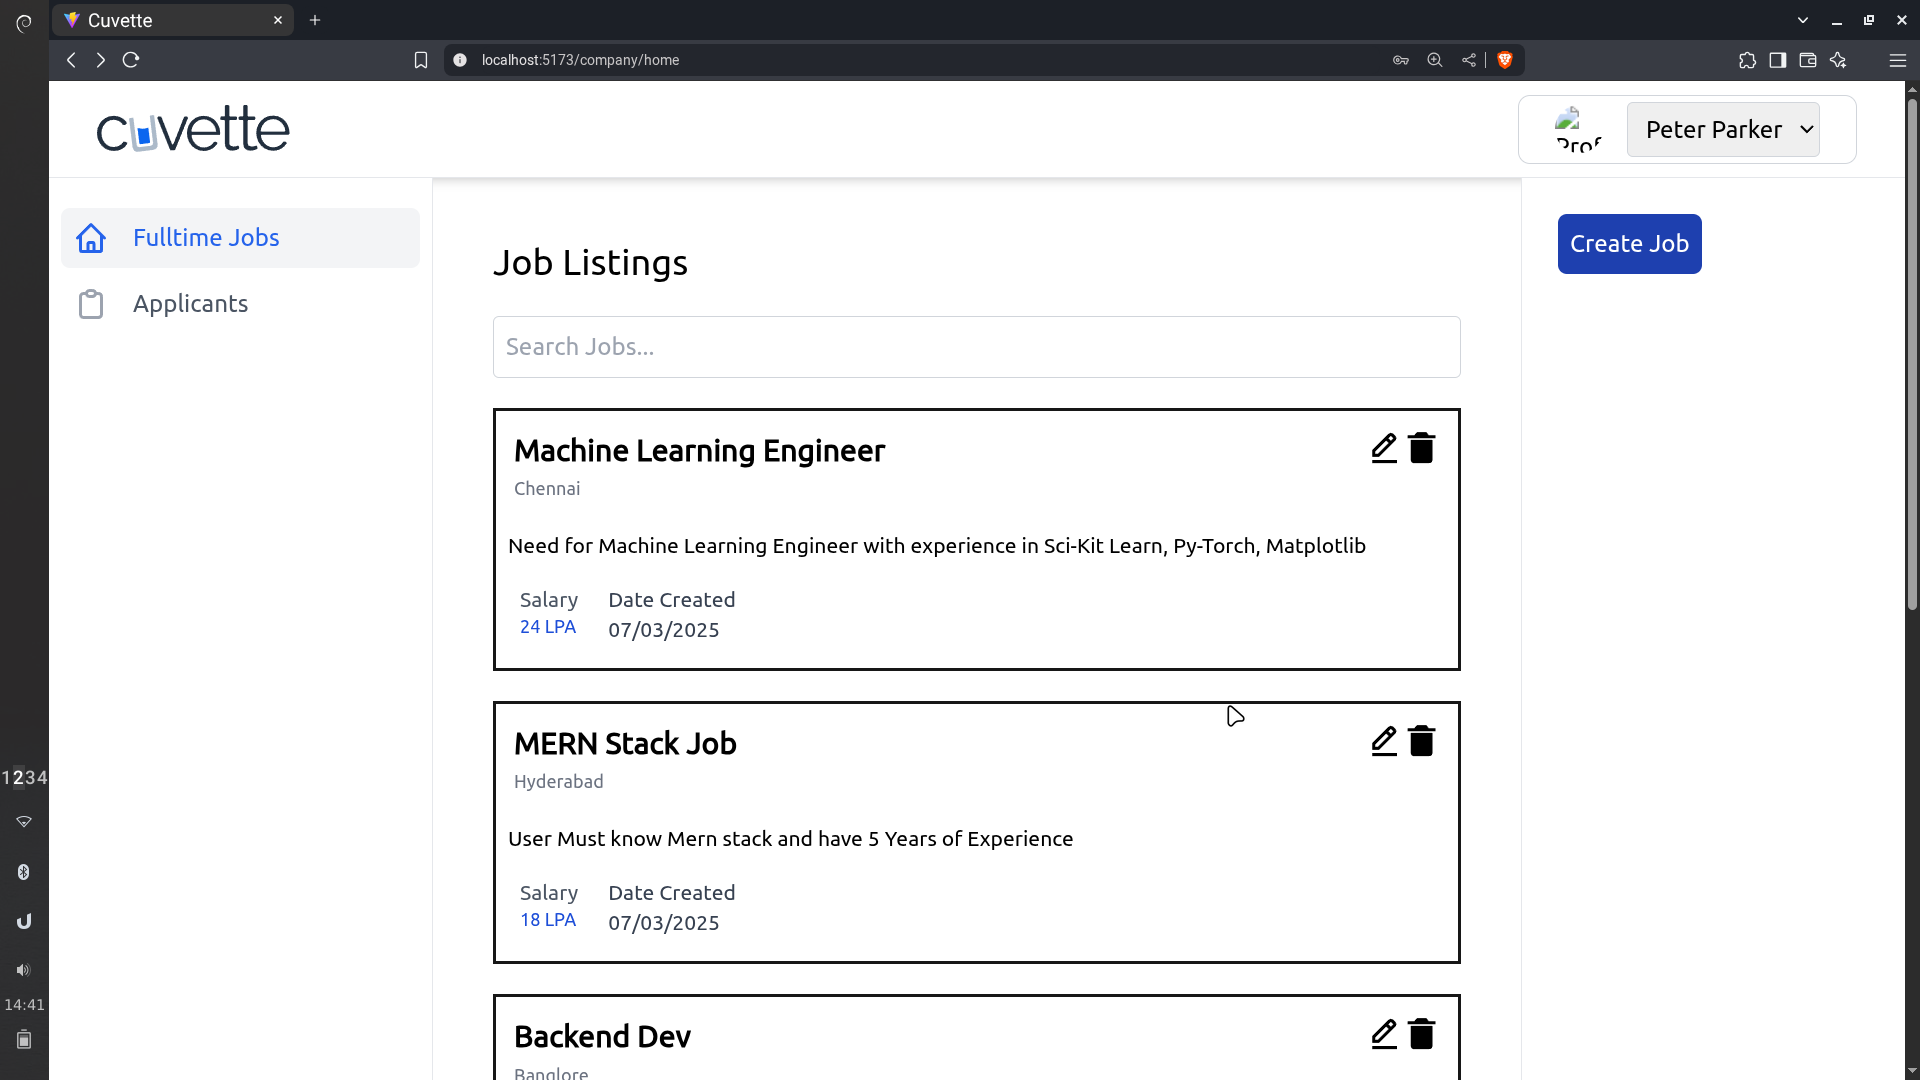 Cuvette
localhost:5173/company/home
cuvette
Prof
Peter Parker
Fulltime Jobs
Applicants
Job Listings
Search Jobs...
Create Job
Machine Learning Engineer
Chennai
Need for Machine Learning Engineer with experience in Sci-Kit Learn, Py-Torch, Matplotlib
Salary
24 LPA
Date Created
07/03/2025
MERN Stack Job
Hyderabad
User Must know Mern stack and have 5 Years of Experience
Salary
18 LPA
Date Created
07/03/2025
Backend Dev
Banglore
1234
14:41